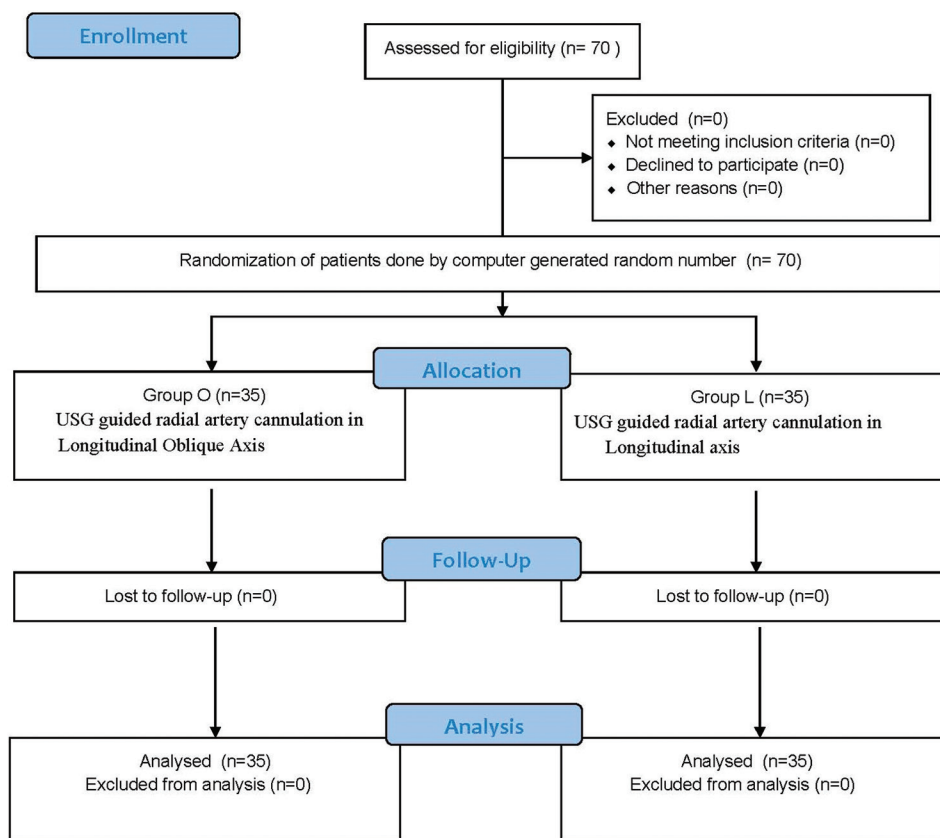 Enrollment
Assessed for eligibility (n= 70 )
Excluded (n=0)
◆ Not meeting inclusion criteria (n=0)
◆ Declined to participate (n=0)
◆ Other reasons (n=0)
Randomization of patients done by computer generated random number (n= 70)
Allocation
Group O (n=35)
USG guided radial artery cannulation in
Longitudinal Oblique Axis
Group L (n=35)
USG guided radial artery cannulation in
Longitudinal axis
Follow-Up
Lost to follow-up (n=0)
Lost to follow-up (n=0)
Analysis
Analysed (n=35)
Excluded from analysis (n=0)
Analysed (n=35)
Excluded from analysis (n=0)